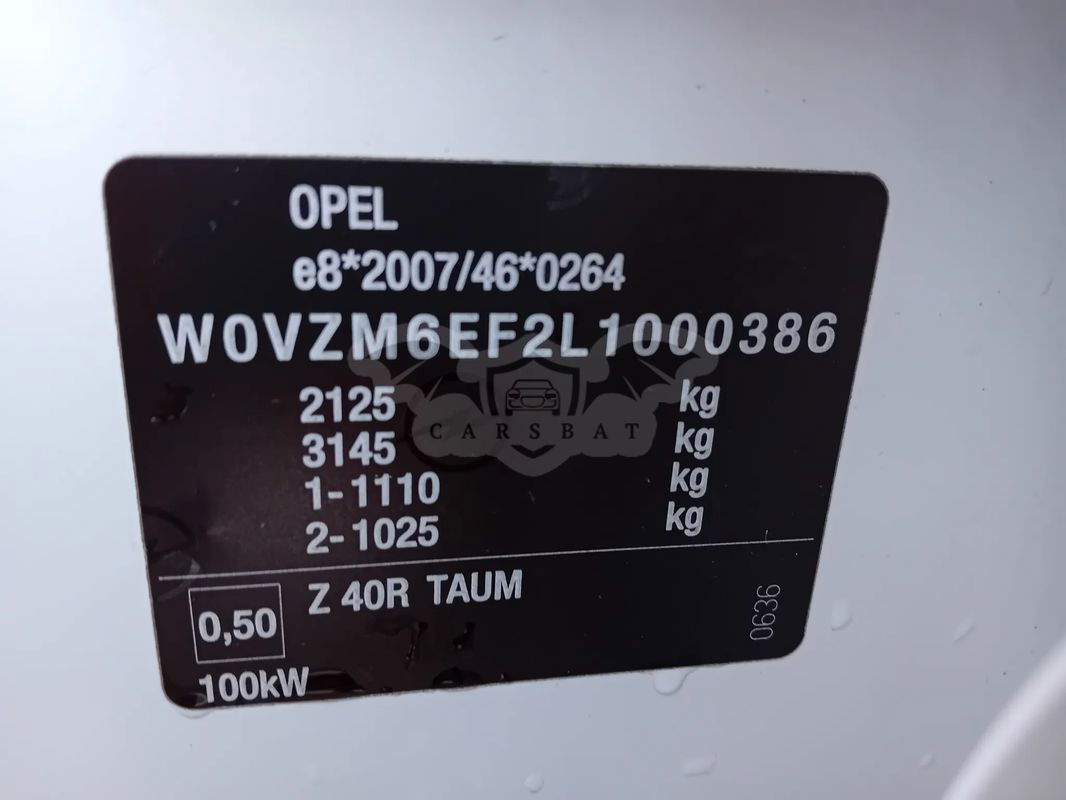 OPEL
e8*2007/46*0264
W0VZM6EF2L1000386
2125 kg
3145 kg
1-1110 kg
2-1025 kg
CARSBAT
0,50
Z 40R TAUM
100kW
0636